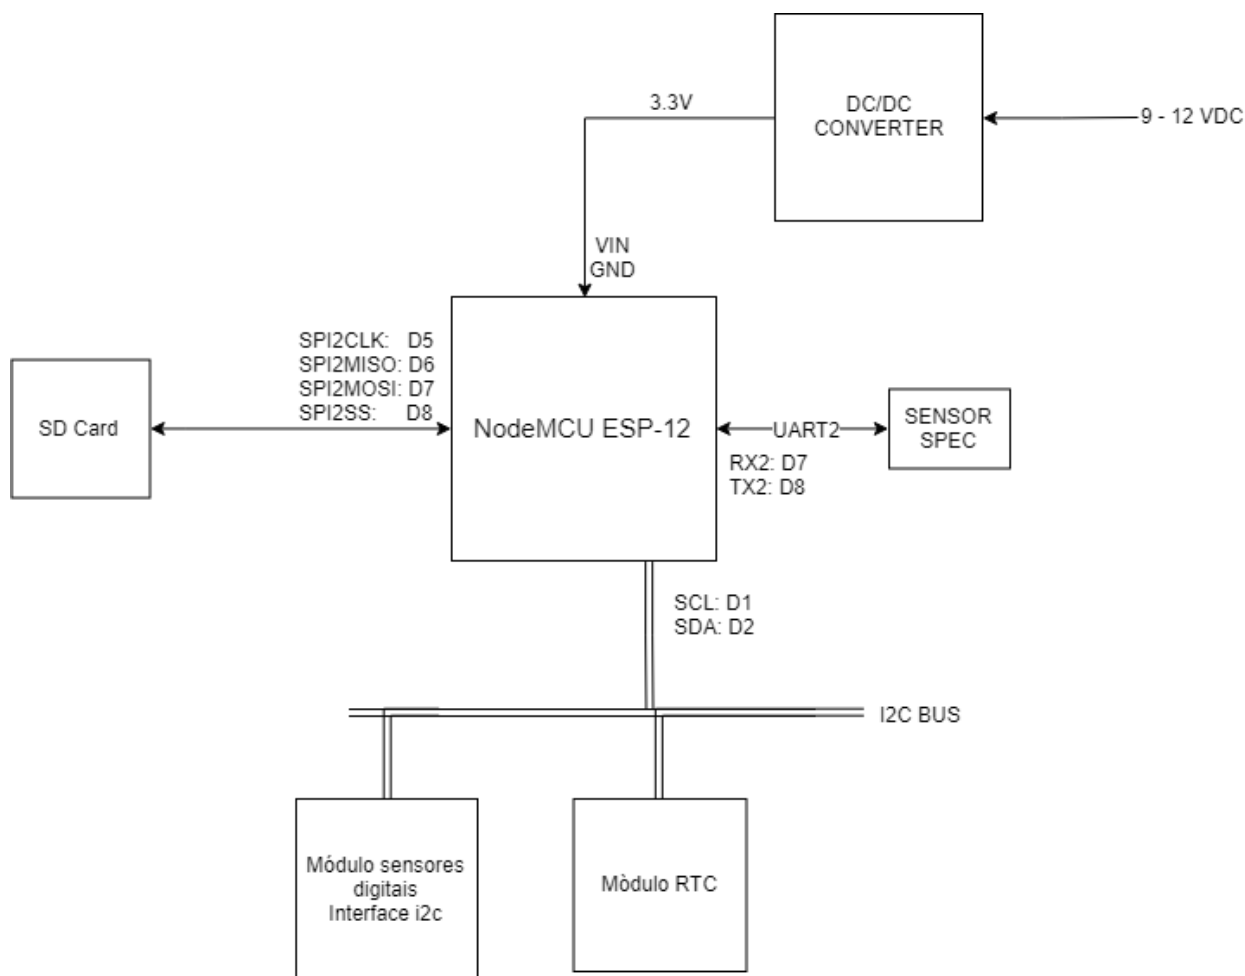 3.3V
DC/DC
CONVERTER
9 - 12 VDC
VIN
GND
SPI2CLK: D5
SPI2MISO: D6
SPI2MOSI: D7
SPI2SS: D8
SD Card
NodeMCU ESP-12
UART2
RX2: D7
TX2: D8
SENSOR
SPEC
SCL: D1
SDA: D2
I2C BUS
Módulo sensores
digitais
Interface i2c
Mòdulo RTC